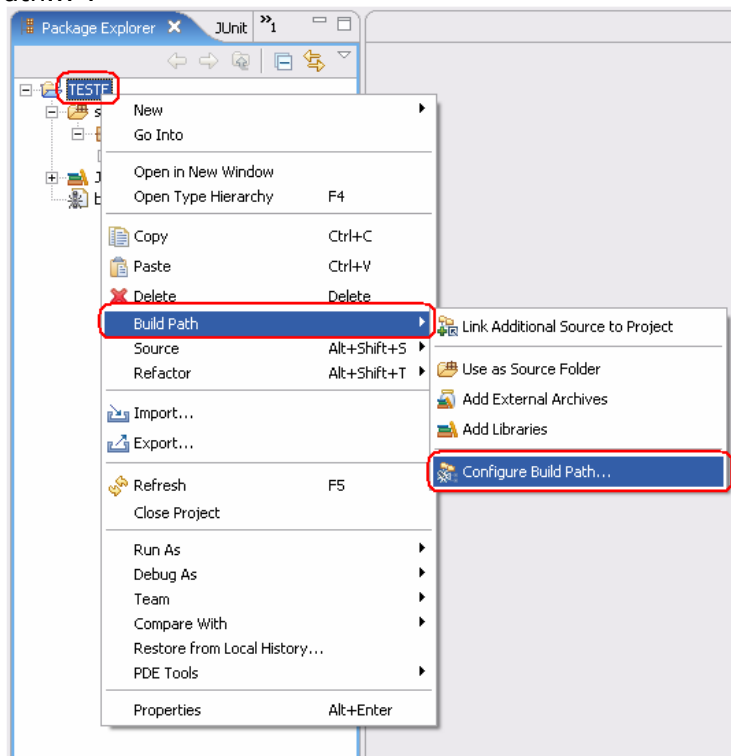 Package Explorer JUnit »1
TESTE
s
New
Go Into
J
Open in New Window
Open Type Hierarchy F4
Copy Ctrl+C
Paste Ctrl+V
Delete Delete
Build Path
Link Additional Source to Project
Source Alt+Shift+S
Refactor Alt+Shift+T
Use as Source Folder
Add External Archives
Add Libraries
Import...
Export...
Configure Build Path...
Refresh F5
Close Project
Run As
Debug As
Team
Compare With
Restore from Local History...
PDE Tools
Properties Alt+Enter